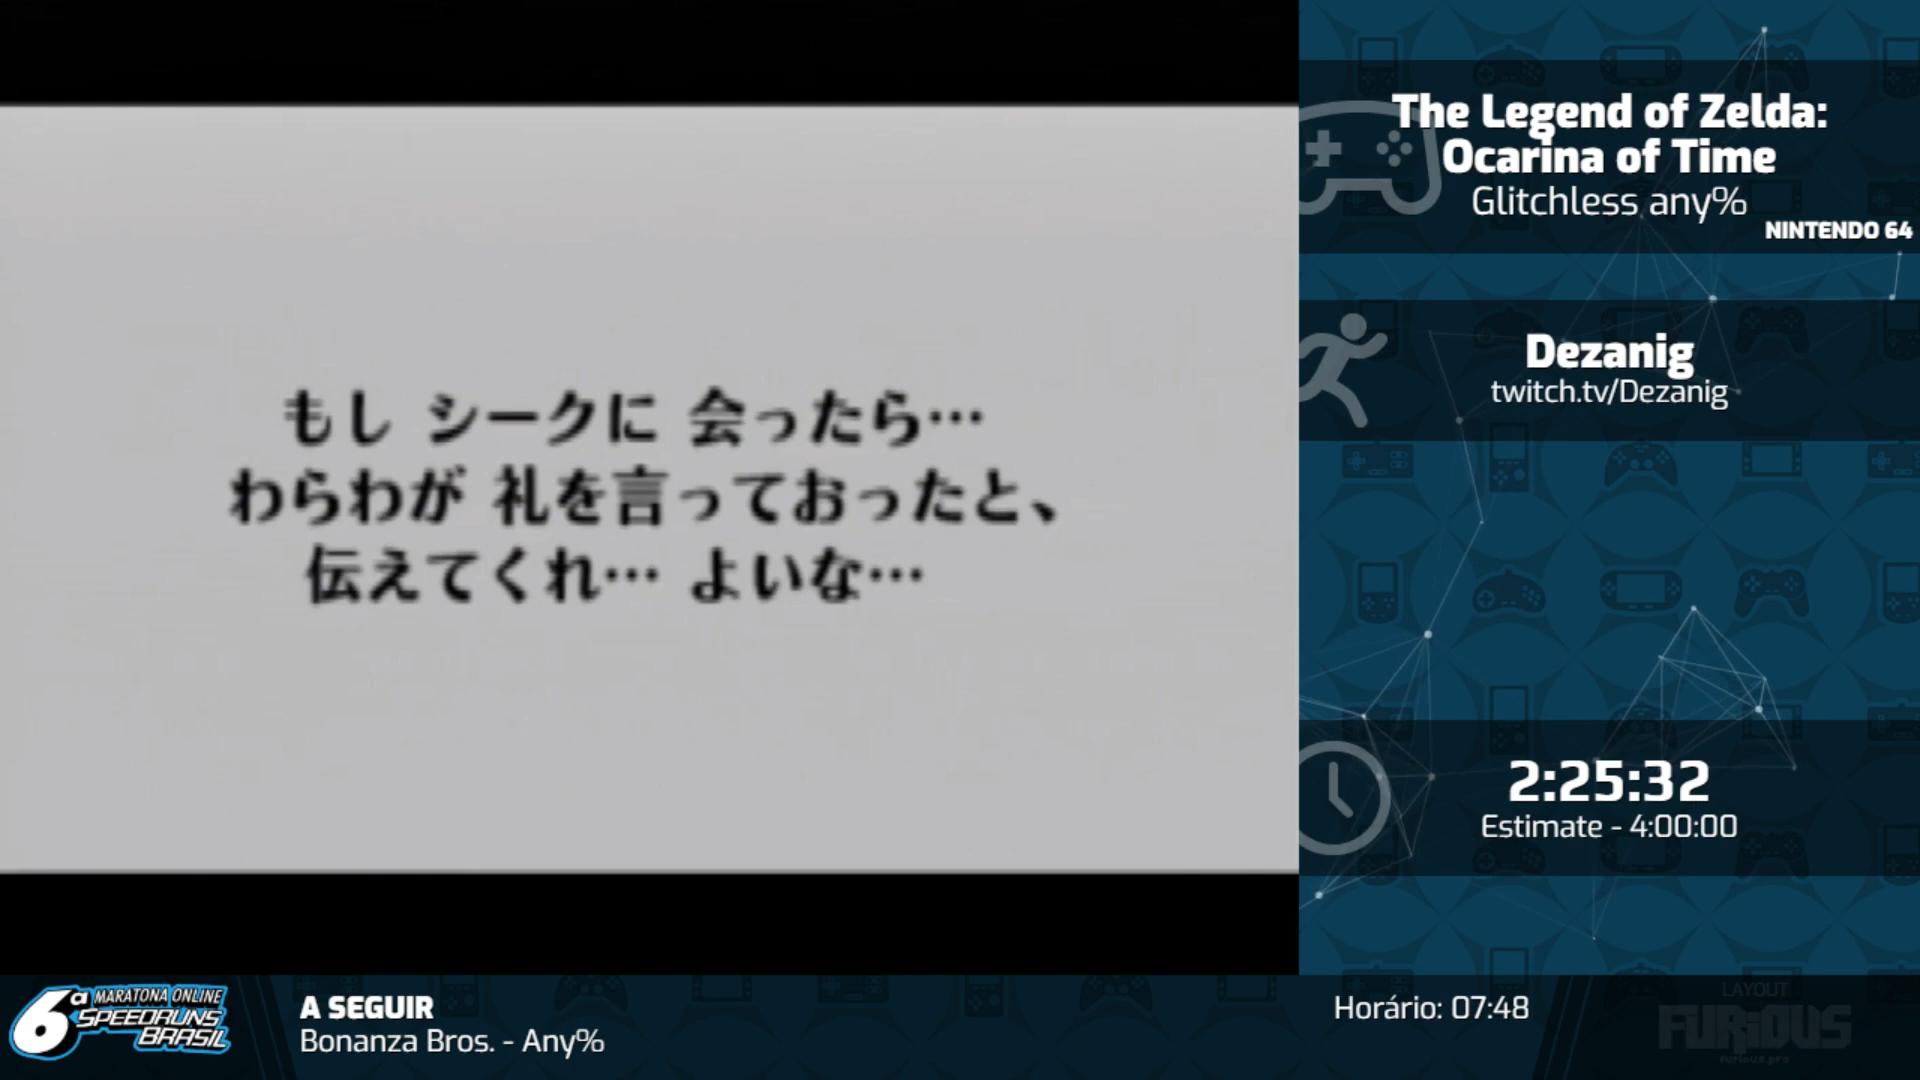 もし シークに 会ったら…
わらわが 礼を言っておったと、
伝えてくれ… よいな…
The Legend of Zelda:
Ocarina of Time
Glitchless any%
NINTENDO 64
Dezanig
twitch.tv/Dezanig
2:25:32
Estimate - 4:00:00
6ª MARATONA ONLINE
SPEEDRUNS
BRASIL
A SEGUIR
Bonanza Bros. - Any%
Horário: 07:48
LAYOUT
FURIOUS
furious.pro